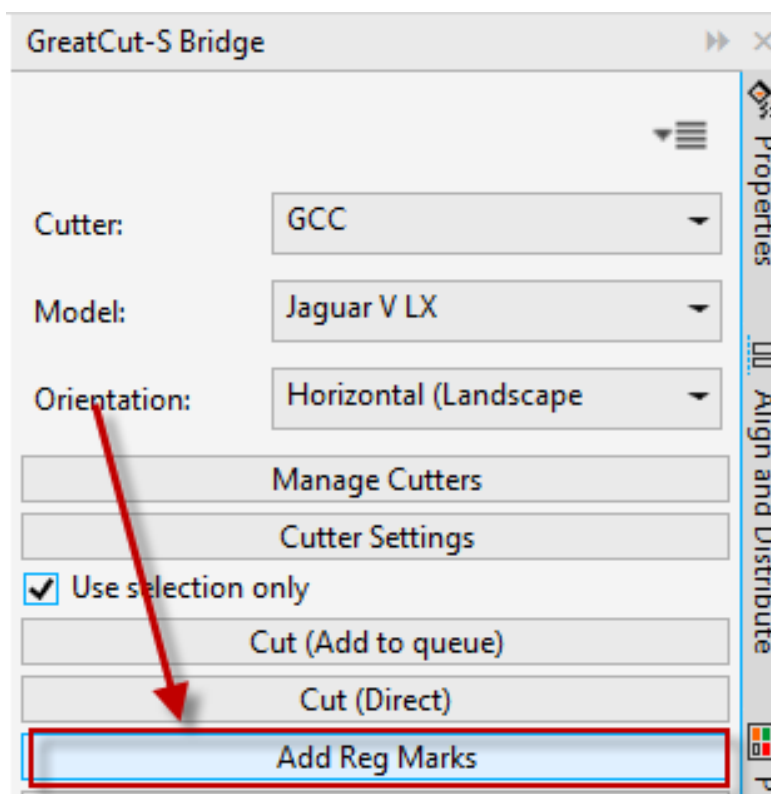 GreatCut-S Bridge
Cutter:
GCC
Model:
Jaguar V LX
Orientation:
Horizontal (Landscape
Manage Cutters
Cutter Settings
Use selection only
Cut (Add to queue)
Cut (Direct)
Add Reg Marks
Properties
Align and Distribute